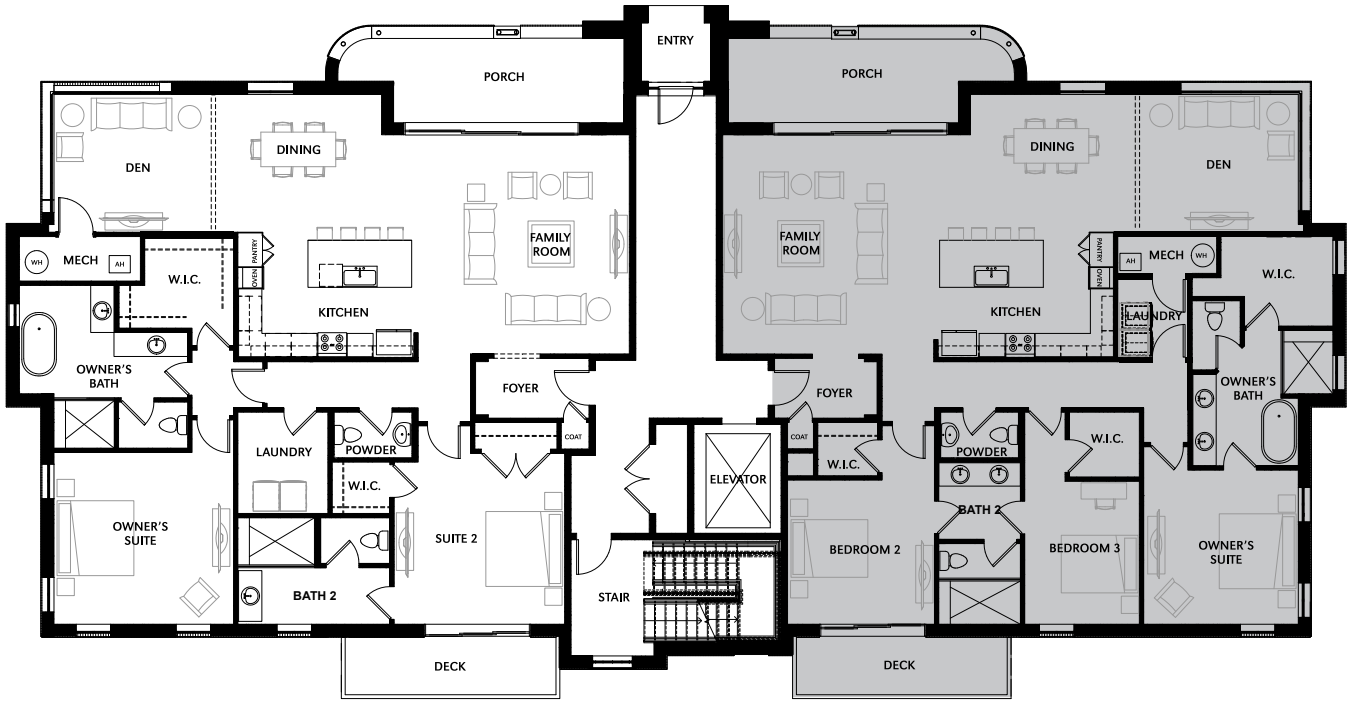 ENTRY
PORCH
PORCH
DINING
DINING
DEN
DEN
FAMILY
ROOM
FAMILY
ROOM
PANTRY
PANTRY
MECH
MECH
WH
AH
AH
WH
W.I.C.
W.I.C.
OVEN
OVEN
KITCHEN
KITCHEN
LAUNDRY
OWNER'S
BATH
OWNER'S
BATH
FOYER
FOYER
COAT
COAT
LAUNDRY
POWDER
POWDER
W.I.C.
W.I.C.
W.I.C.
ELEVATOR
BATH 2
OWNER'S
SUITE
SUITE 2
BEDROOM 2
BEDROOM 3
OWNER'S
SUITE
BATH 2
STAIR
DECK
DECK